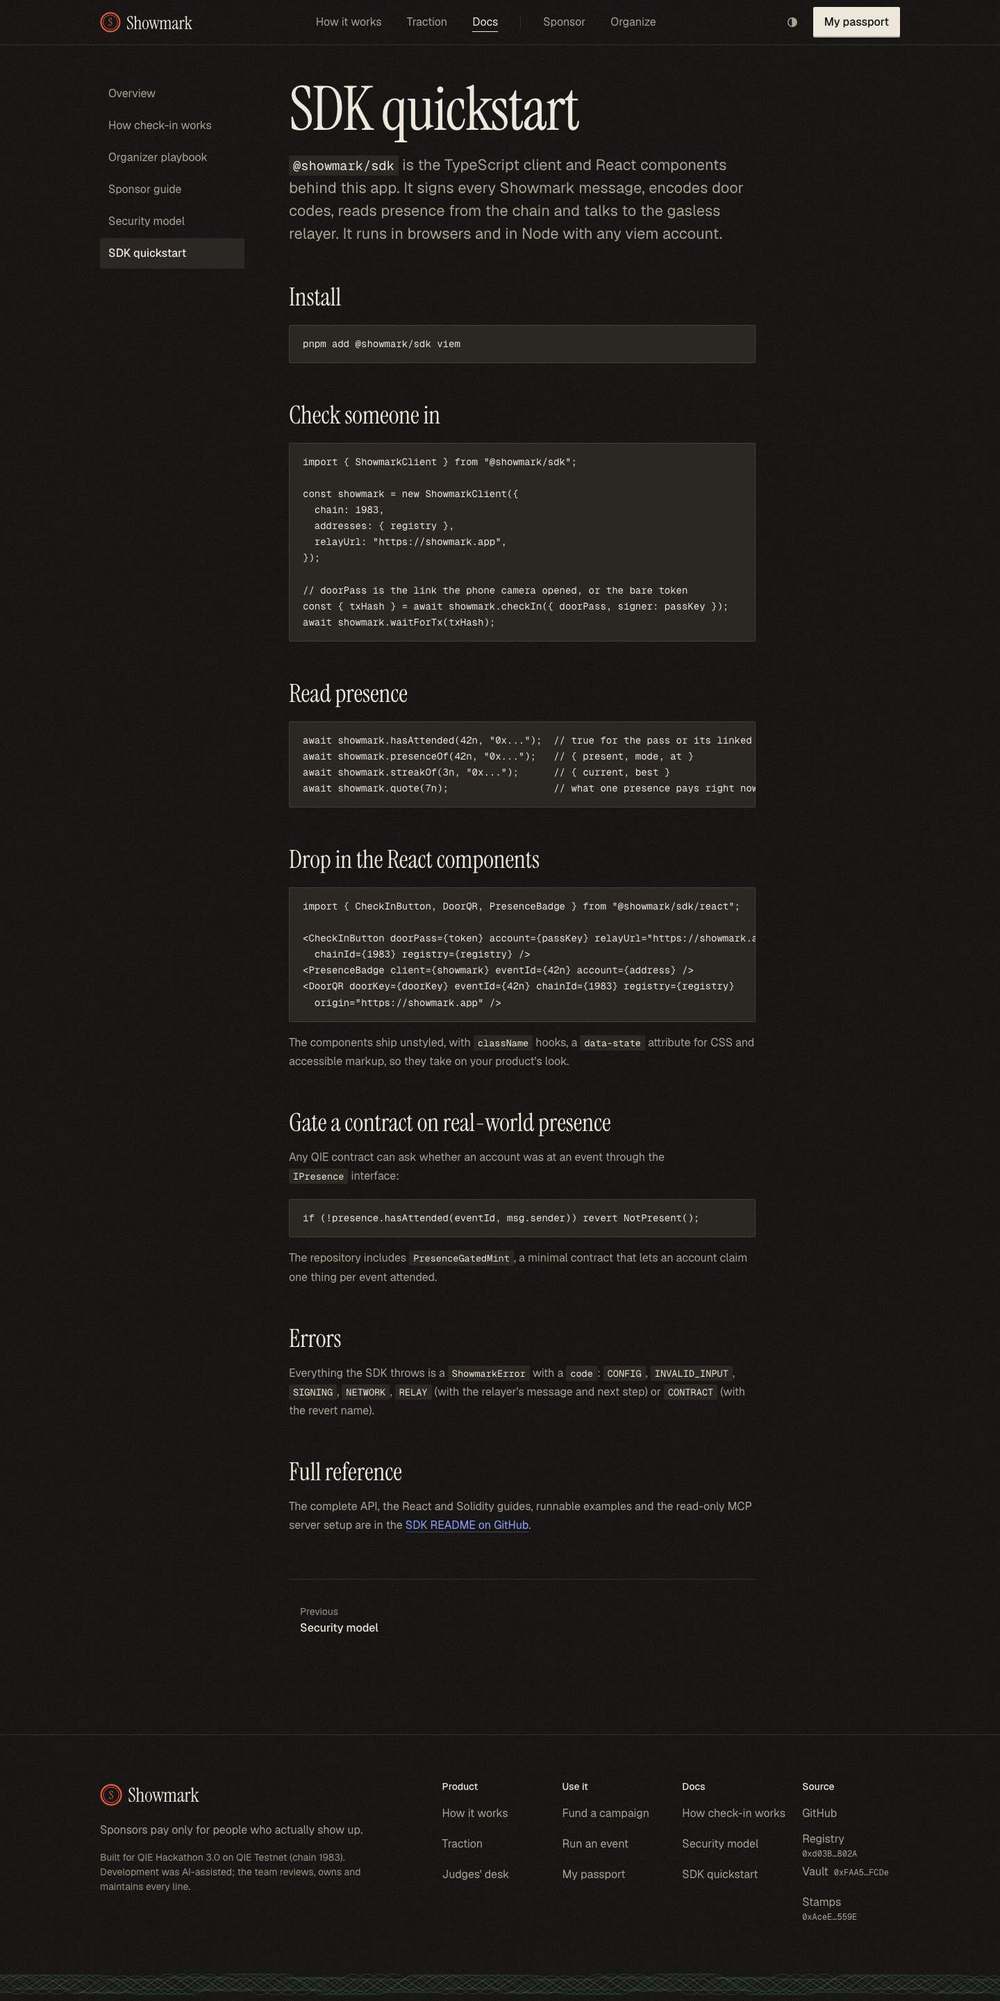 Showmark
How it works
Traction
Docs
Sponsor
Organize
My passport
Overview
How check-in works
Organizer playbook
Sponsor guide
Security model
SDK quickstart
SDK quickstart
@showmark/sdk is the TypeScript client and React components
behind this app. It signs every Showmark message, encodes door
codes, reads presence from the chain and talks to the gasless
relayer. It runs in browsers and in Node with any viem account.
Install
pnpm add @showmark/sdk viem
Check someone in
import { ShowmarkClient } from "@showmark/sdk";
const showmark = new ShowmarkClient({
  chain: 1983,
  addresses: { registry },
  relayUrl: "https://showmark.app",
});
// doorPass is the link the phone camera opened, or the bare token
const { txHash } = await showmark.checkIn({ doorPass, signer: passKey });
await showmark.waitForTx(txHash);
Read presence
await showmark.hasAttended(42n, "0x...");  // true for the pass or its linked
await showmark.presenceOf(42n, "0x...");   // { present, mode, at }
await showmark.streakOf(3n, "0x...");      // { current, best }
await showmark.quote(7n);                  // what one presence pays right now
Drop in the React components
import { CheckInButton, DoorQR, PresenceBadge } from "@showmark/sdk/react";
<CheckInButton doorPass={token} account={passKey} relayUrl="https://showmark.a
  chainId={1983} registry={registry} />
<PresenceBadge client={showmark} eventId={42n} account={address} />
<DoorQR doorKey={doorKey} eventId={42n} chainId={1983} registry={registry}
  origin="https://showmark.app" />
The components ship unstyled, with className hooks, a data-state attribute for CSS and
accessible markup, so they take on your product's look.
Gate a contract on real-world presence
Any QIE contract can ask whether an account was at an event through the
IPresence interface:
if (!presence.hasAttended(eventId, msg.sender)) revert NotPresent();
The repository includes PresenceGatedMint, a minimal contract that lets an account claim
one thing per event attended.
Errors
Everything the SDK throws is a ShowmarkError with a code: CONFIG, INVALID_INPUT,
SIGNING, NETWORK, RELAY (with the relayer's message and next step) or CONTRACT (with
the revert name).
Full reference
The complete API, the React and Solidity guides, runnable examples and the read-only MCP
server setup are in the SDK README on GitHub.
Previous
Security model
Showmark
Sponsors pay only for people who actually show up.
Built for QIE Hackathon 3.0 on QIE Testnet (chain 1983).
Development was AI-assisted; the team reviews, owns and
maintains every line.
Product
How it works
Traction
Judges' desk
Use it
Fund a campaign
Run an event
My passport
Docs
How check-in works
Security model
SDK quickstart
Source
GitHub
Registry
0xd03B…802A
Vault 0xFAA5…FCDe
Stamps
0xAceE…559E